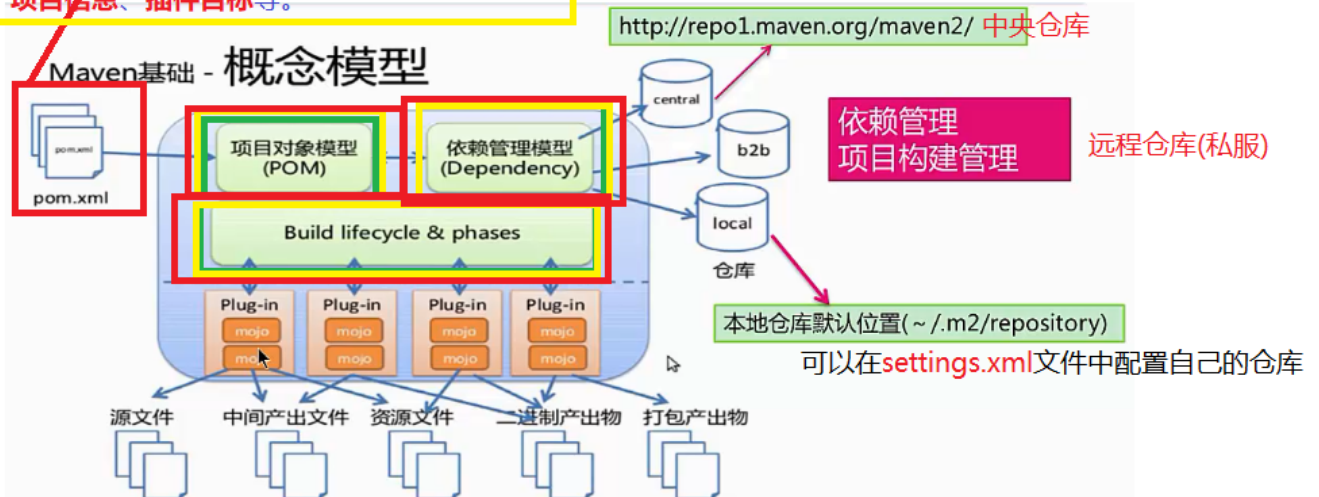 项目信息、插件目标等。
http://repo1.maven.org/maven2/ 中央仓库
Maven基础 - 概念模型
central
pom.xml
项目对象模型
(POM)
依赖管理模型
(Dependency)
b2b
依赖管理
项目构建管理
远程仓库(私服)
pom.xml
local
Build lifecycle & phases
仓库
Plug-in
Plug-in
Plug-in
Plug-in
本地仓库默认位置(~/.m2/repository)
mojo
mojo
mojo
mojo
mojo
mojo
mojo
可以在settings.xml文件中配置自己的仓库
源文件
中间产出文件
资源文件
二进制产出物
打包产出物